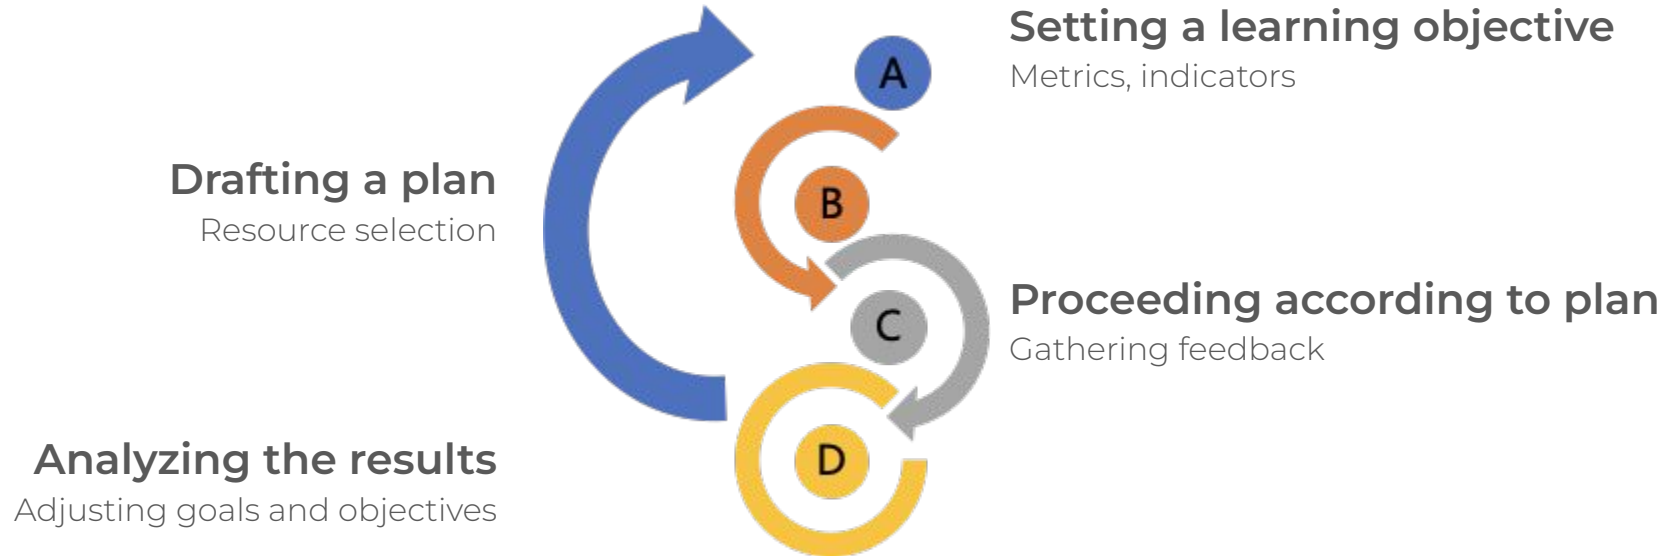 Setting a learning objective
Metrics, indicators
A
Drafting a plan
Resource selection
B
Proceeding according to plan
Gathering feedback
C
Analyzing the results
Adjusting goals and objectives
D